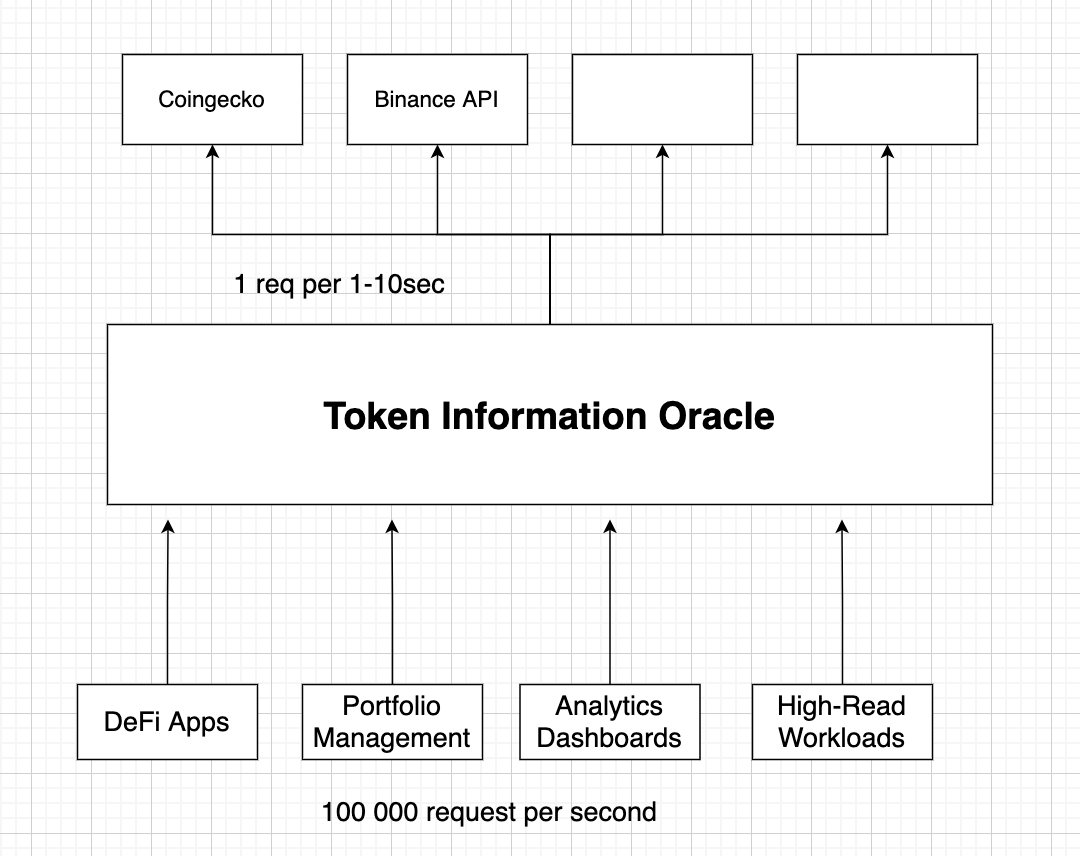 Coingecko
Binance API
1 req per 1-10sec
Token Information Oracle
DeFi Apps
Portfolio
Management
Analytics
Dashboards
High-Read
Workloads
100 000 request per second